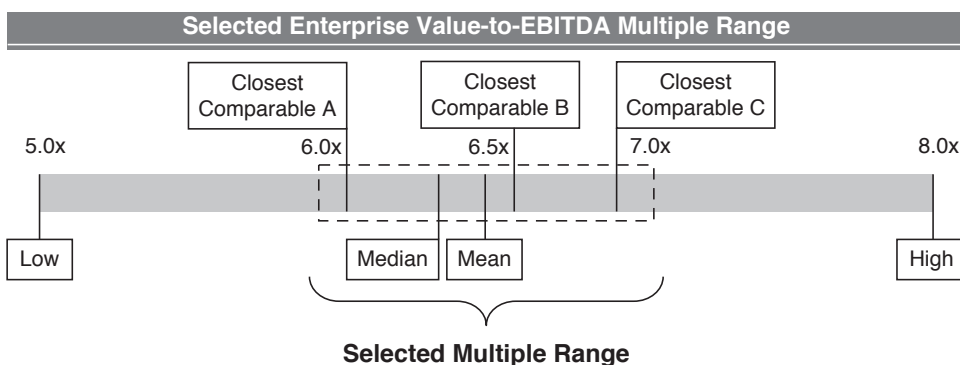 Selected Enterprise Value-to-EBITDA Multiple Range
Closest
Comparable A
Closest
Comparable B
Closest
Comparable C
5.0x
6.0x
6.5x
7.0x
8.0x
Low
Median
Mean
High
Selected Multiple Range